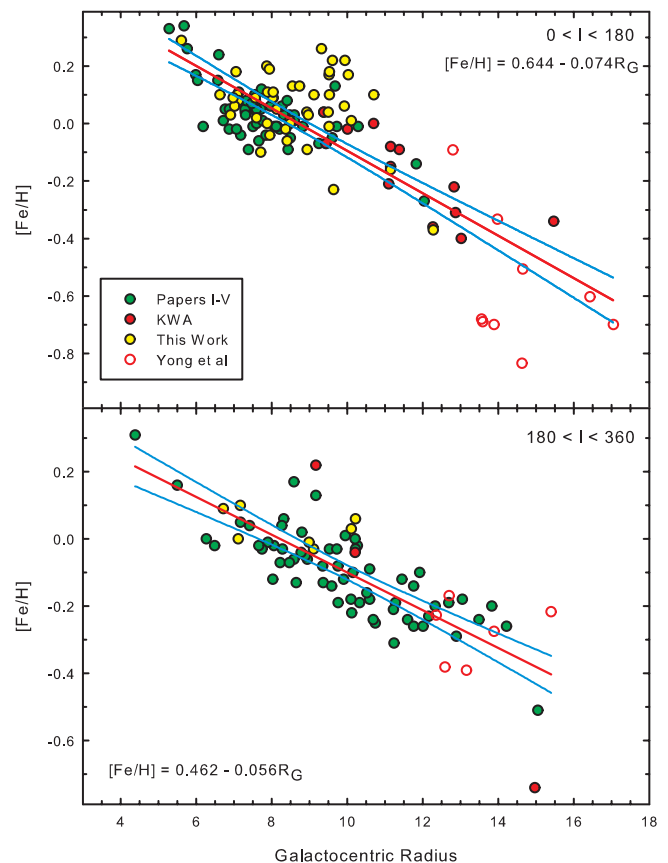 0 < l < 180
[Fe/H] = 0.644 - 0.074R_G
0.2
0.0
-0.2
-0.4
-0.6
-0.8
[Fe/H]
Papers I-V
KWA
This Work
Yong et al
180 < l < 360
0.2
0.0
-0.2
-0.4
-0.6
[Fe/H]
[Fe/H] = 0.462 - 0.056R_G
4 6 8 10 12 14 16 18
Galactocentric Radius